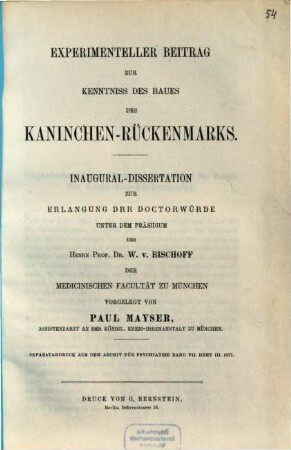 54
EXPERIMENTELLER BEITRAG
ZUR
KENNTNISS DES BAUES
DES
KANINCHEN-RÜCKENMARKS.
INAUGURAL-DISSERTATION
ZUR
ERLANGUNG DRR DOCTORWÜRDE
UNTER DEM PRÄSIDIUM
DES
HERRN PROF. DR. W. v. BISCHOFF
DER
MEDICINISCHEN FACULTÄT ZU MÜNCHEN
VORGELEGT VON
PAUL MAYSER,
ASSISTENZARZT AN DER KÖNIGL. KREIS-IRRENANSTALT ZU MÜNCHEN.
SEPARATABDRUCK AUS DEM ARCHIV FÜR PSYCHIATRIE BAND VII. HEFT III. 1877.
DRUCK VON G. BERNSTEIN,
Berlin, Behrenstrasse 56.